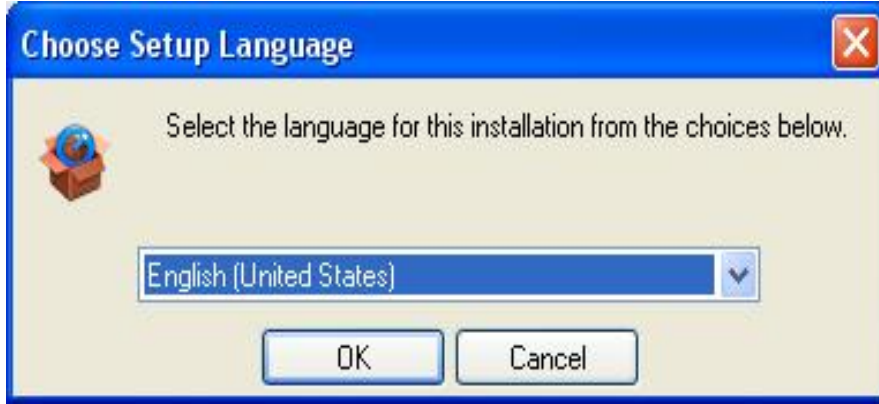 Choose Setup Language
Select the language for this installation from the choices below.
English (United States)
OK
Cancel